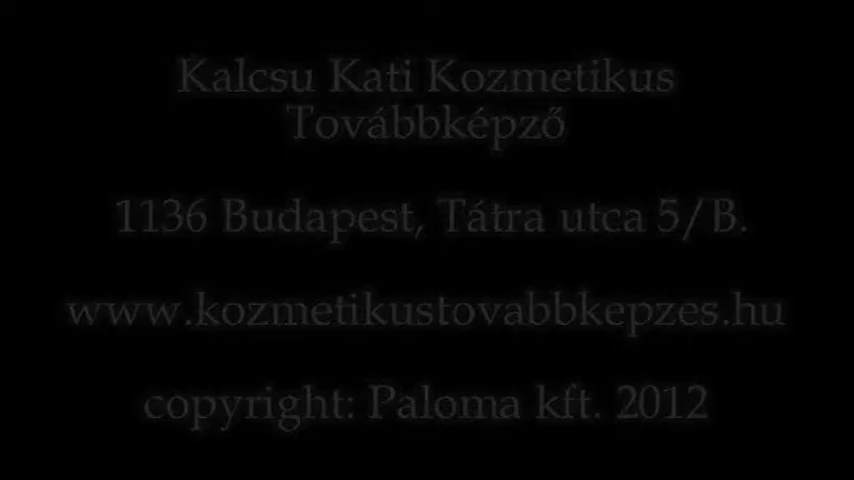 Kalcsu Kati Kozmetikus
Továbbképző
1136 Budapest, Tátra utca 5/B.
www.kozmetikustovabbkepzes.hu
copyright: Paloma kft. 2012